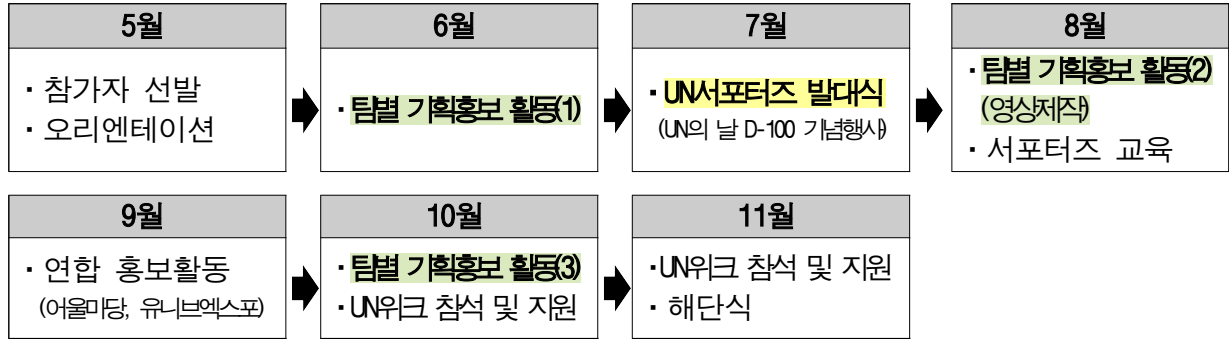 5월
· 참가자 선발
· 오리엔테이션
6월
· 팀별 기획홍보 활동(1)
7월
· UN서포터즈 발대식
(UN의 날 D-100 기념행사)
8월
· 팀별 기획홍보 활동(2)
(영상제작)
· 서포터즈 교육
9월
· 연합 홍보활동
(어울마당, 유니브엑스포)
10월
· 팀별 기획홍보 활동(3)
· UN위크 참석 및 지원
11월
· UN위크 참석 및 지원
· 해단식